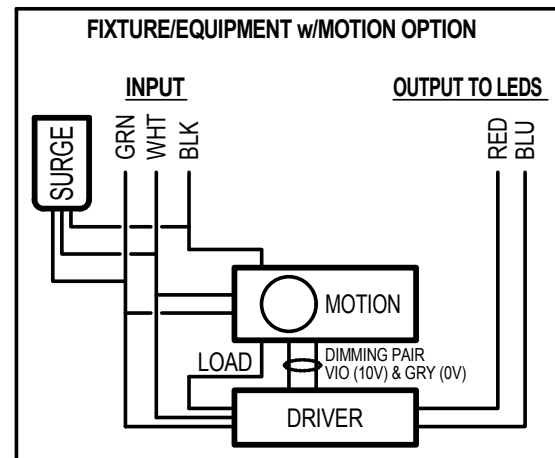 FIXTURE/EQUIPMENT w/MOTION OPTION
INPUT
OUTPUT TO LEDS
SURGE
GRN
WHT
BLK
RED
BLU
MOTION
LOAD
DIMMING PAIR
VIO (10V) & GRY (0V)
DRIVER